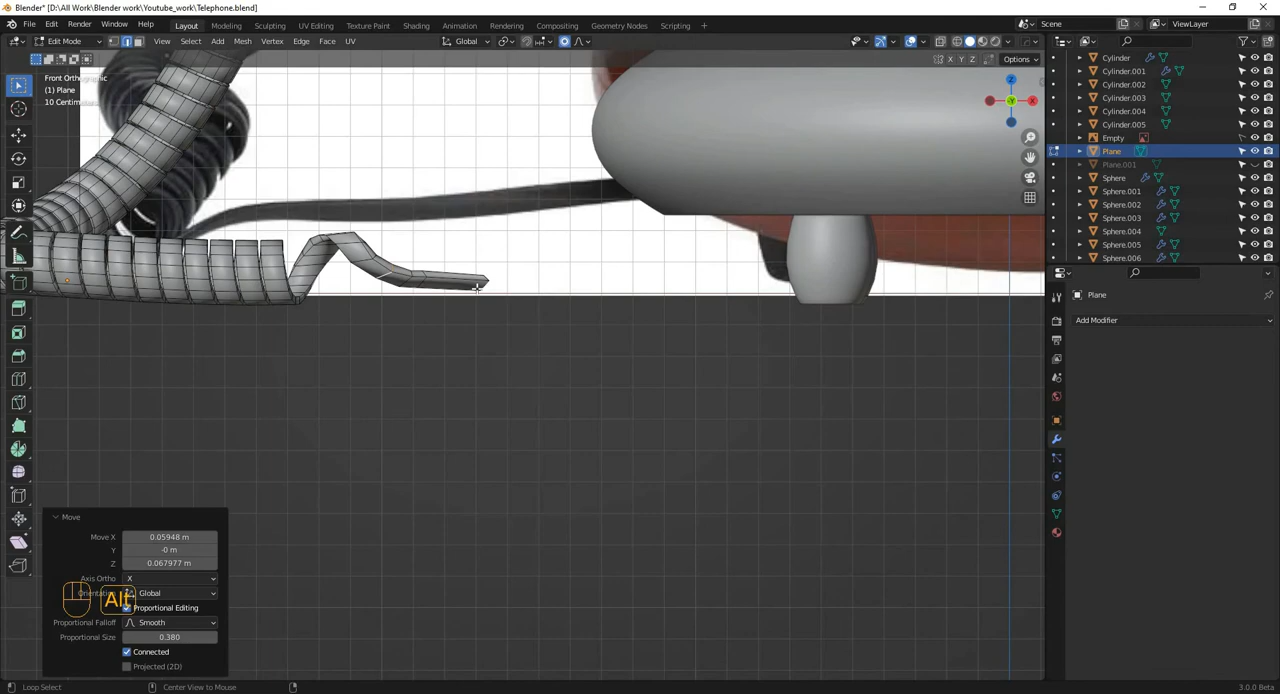 Blender* [D:\All Work\Blender work\Youtube_work\Telephone.blend]
File Edit Render Window Help Layout Modeling Sculpting UV Editing Texture Paint Shading Animation Rendering Compositing Geometry Nodes Scripting + Scene ViewLayer
Edit Mode View Select Add Mesh Vertex Edge Face UV Global
X Y Z Options
Front Orthographic
(1) Plane
10 Centimeters
Z
Y
X
Cylinder
Cylinder.001
Cylinder.002
Cylinder.003
Cylinder.004
Cylinder.005
Empty
Plane
Plane.001
Sphere
Sphere.001
Sphere.002
Sphere.003
Sphere.004
Sphere.005
Sphere.006
Plane
Add Modifier
Move
Move X 0.05948 m
Y -0 m
Z 0.067977 m
Axis Ortho X
Orientation Global
Proportional Editing
Proportional Falloff Smooth
Proportional Size 0.380
Connected
Projected (2D)
Alt
Loop Select Center View to Mouse 3.0.0 Beta